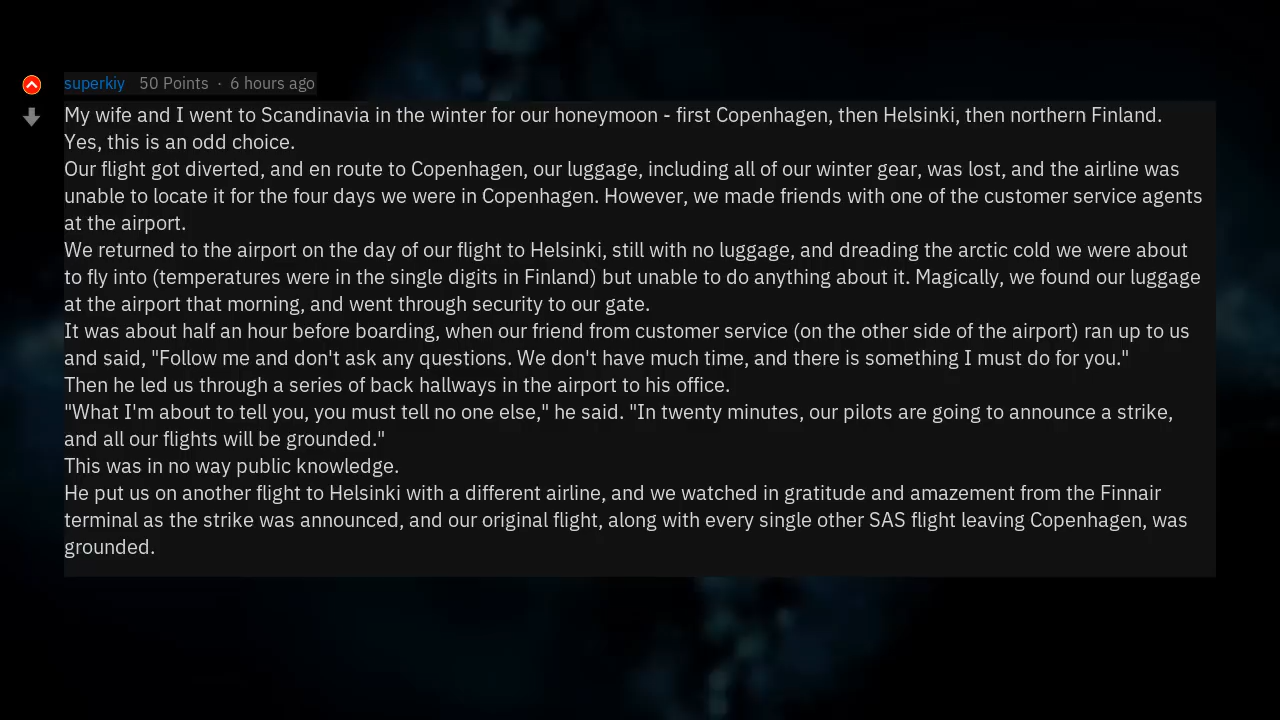 superkiy 50 Points · 6 hours ago
My wife and I went to Scandinavia in the winter for our honeymoon - first Copenhagen, then Helsinki, then northern Finland.
Yes, this is an odd choice.
Our flight got diverted, and en route to Copenhagen, our luggage, including all of our winter gear, was lost, and the airline was
unable to locate it for the four days we were in Copenhagen. However, we made friends with one of the customer service agents
at the airport.
We returned to the airport on the day of our flight to Helsinki, still with no luggage, and dreading the arctic cold we were about
to fly into (temperatures were in the single digits in Finland) but unable to do anything about it. Magically, we found our luggage
at the airport that morning, and went through security to our gate.
It was about half an hour before boarding, when our friend from customer service (on the other side of the airport) ran up to us
and said, "Follow me and don't ask any questions. We don't have much time, and there is something I must do for you."
Then he led us through a series of back hallways in the airport to his office.
"What I'm about to tell you, you must tell no one else," he said. "In twenty minutes, our pilots are going to announce a strike,
and all our flights will be grounded."
This was in no way public knowledge.
He put us on another flight to Helsinki with a different airline, and we watched in gratitude and amazement from the Finnair
terminal as the strike was announced, and our original flight, along with every single other SAS flight leaving Copenhagen, was
grounded.